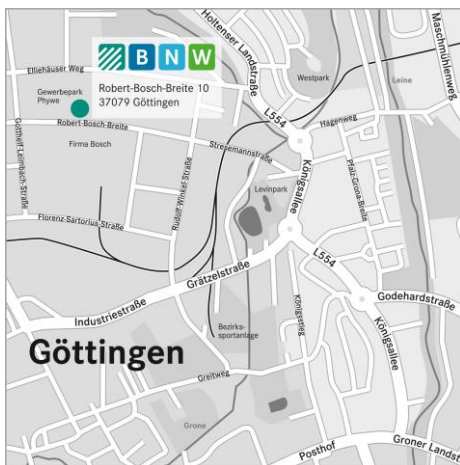 Holtenser Landstraße
Maschmühlenweg
BNW
Elliehäuser Weg
Westpark
Leine
Robert-Bosch-Breite 10
37079 Göttingen
Gewerbepark
Phywe
L554
Hagenweg
Robert-Bosch-Breite
Stresemannstraße
Firma Bosch
Gotthelf-Leimbach-Straße
Rudolf-Winkel-Straße
Königsallee
Pfalz-Grona-Breite
Levinpark
Florenz-Sartorius-Straße
L554
Grätzelstraße
Industriestraße
Königsstieg
Godehardstraße
Bezirks-
sportanlage
Königsallee
Göttingen
Greitweg
Grone
Posthof
Groner Landst